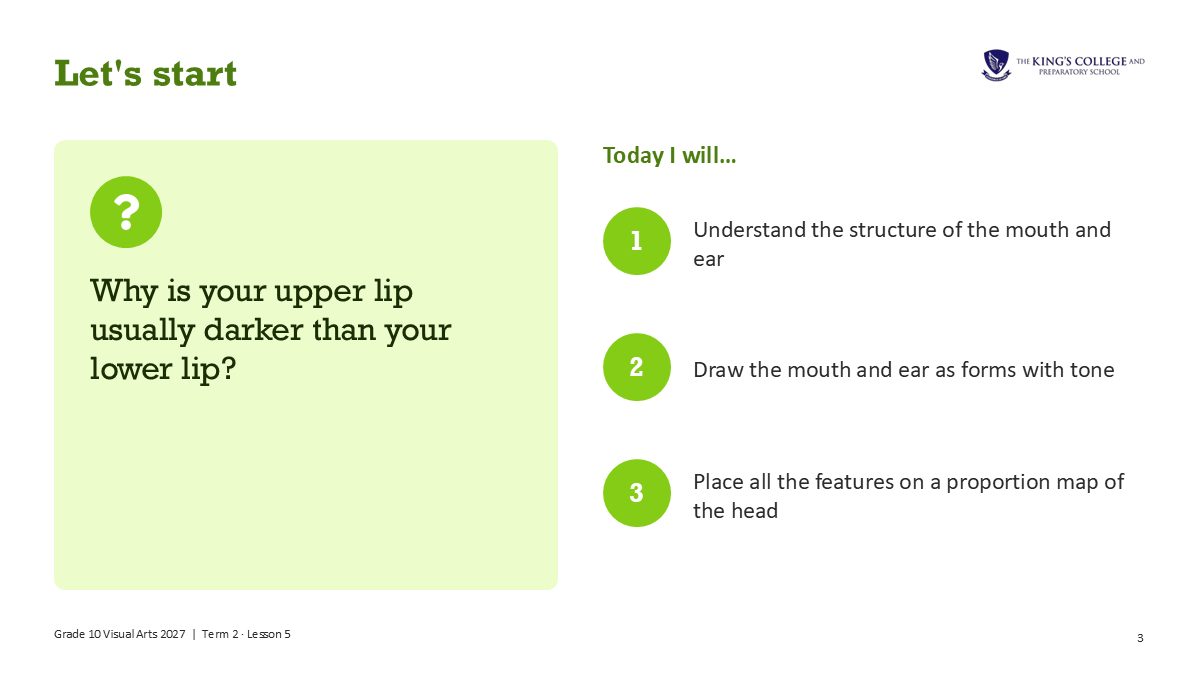 Let's start
THE KING'S COLLEGE AND
PREPARATORY SCHOOL
?
Why is your upper lip
usually darker than your
lower lip?
Today I will...
1
Understand the structure of the mouth and
ear
2
Draw the mouth and ear as forms with tone
3
Place all the features on a proportion map of
the head
Grade 10 Visual Arts 2027 | Term 2 · Lesson 5
3